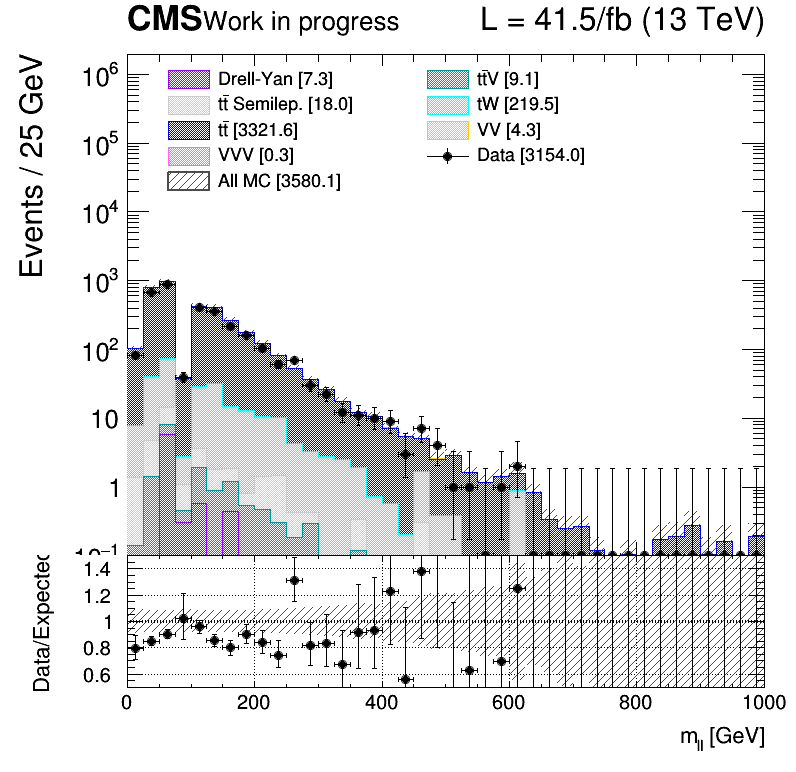 CMS Work in progress L = 41.5/fb (13 TeV)
Events / 25 GeV
Drell-Yan [7.3]
tt̄ Semilep. [18.0]
tt̄ [3321.6]
VVV [0.3]
All MC [3580.1]
tt̄V [9.1]
tW [219.5]
VV [4.3]
Data [3154.0]
10⁶
10⁵
10⁴
10³
10²
10
1
10⁻¹
Data/Expected
1.4
1.2
1
0.8
0.6
0 200 400 600 800 1000
m_ll [GeV]